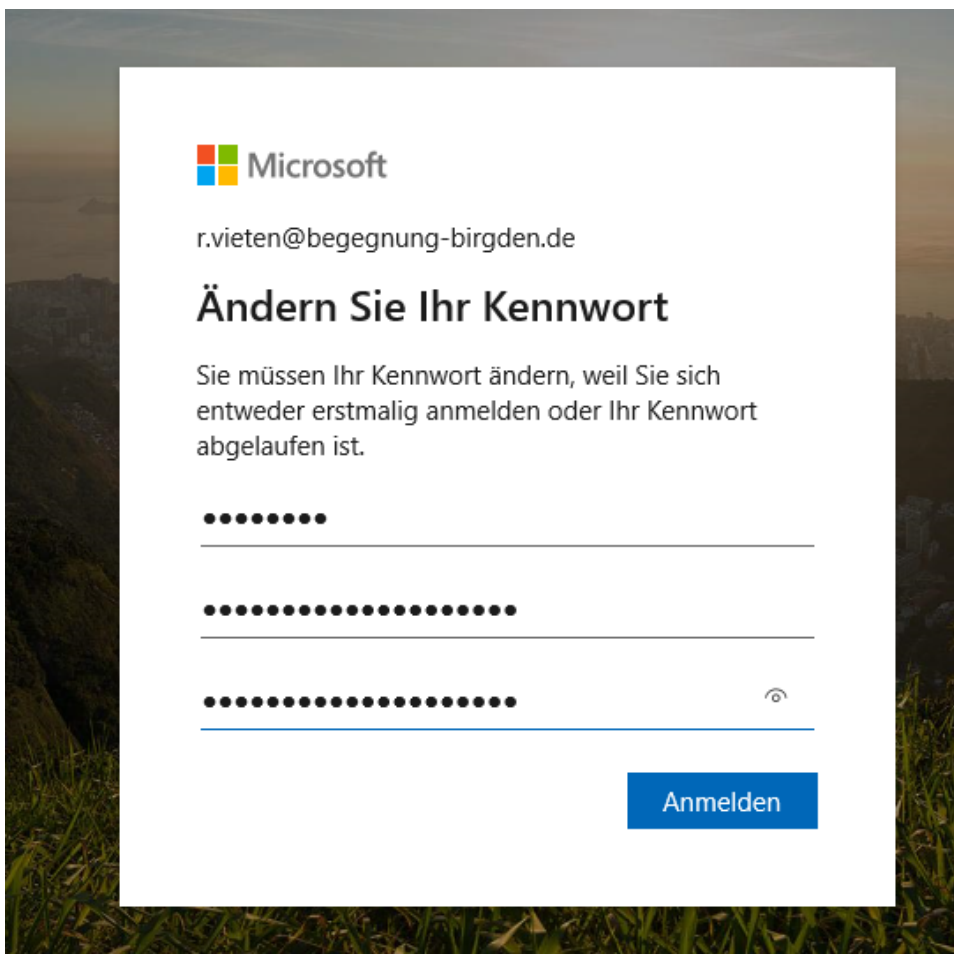 Microsoft
r.vieten@begegnung-birgden.de
Ändern Sie Ihr Kennwort
Sie müssen Ihr Kennwort ändern, weil Sie sich
entweder erstmalig anmelden oder Ihr Kennwort
abgelaufen ist.
••••••••
••••••••••••••••••••
••••••••••••••••••••
Anmelden